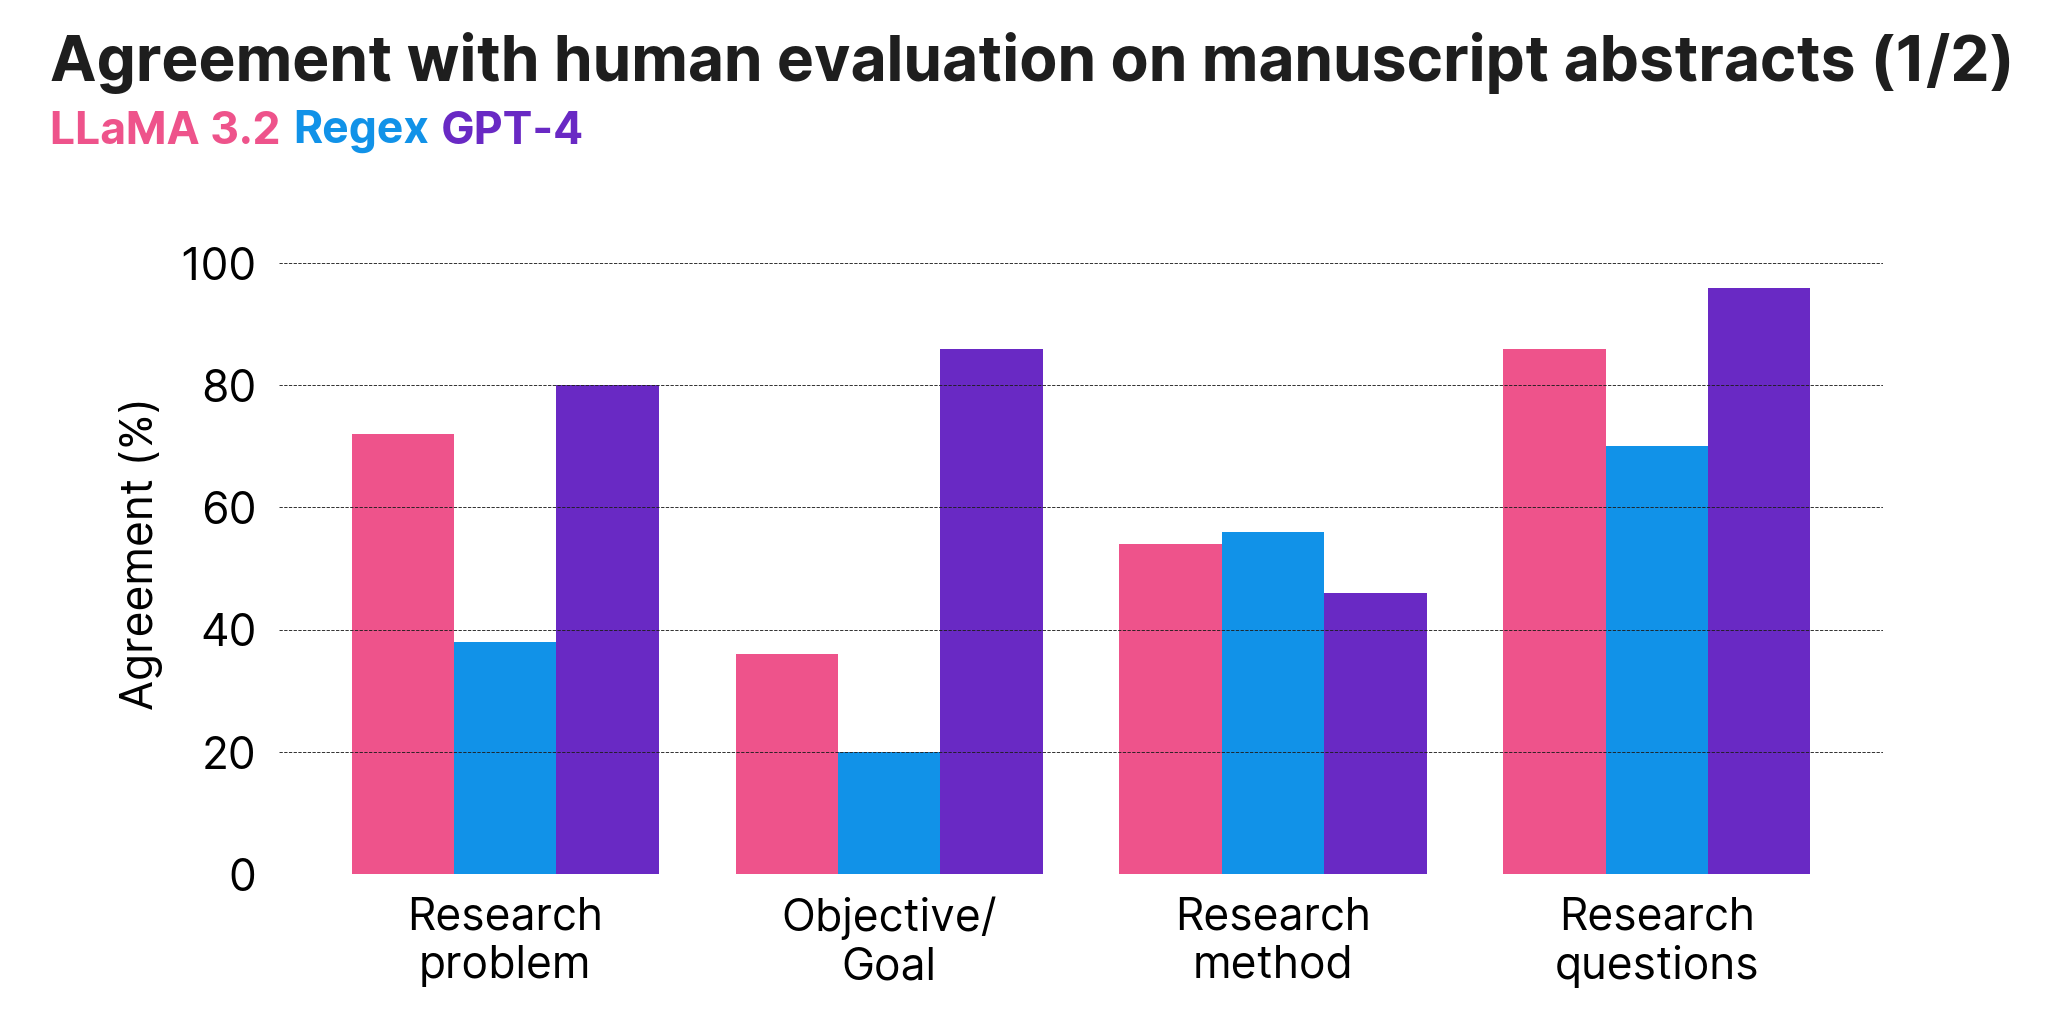 Agreement with human evaluation on manuscript abstracts (1/2)
LLaMA 3.2 Regex GPT-4
Agreement (%)
100
80
60
40
20
0
Research
problem
Objective/
Goal
Research
method
Research
questions